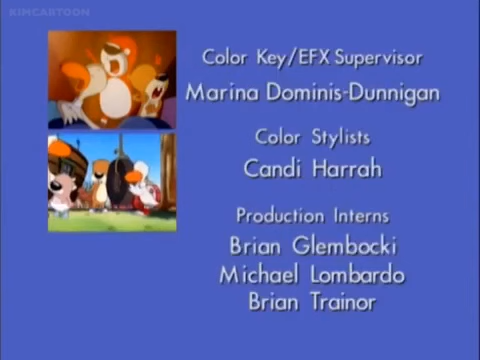 KIMCARTOON
Color Key/EFX Supervisor
Marina Dominis-Dunnigan
Color Stylists
Candi Harrah
Production Interns
Brian Glembocki
Michael Lombardo
Brian Trainor